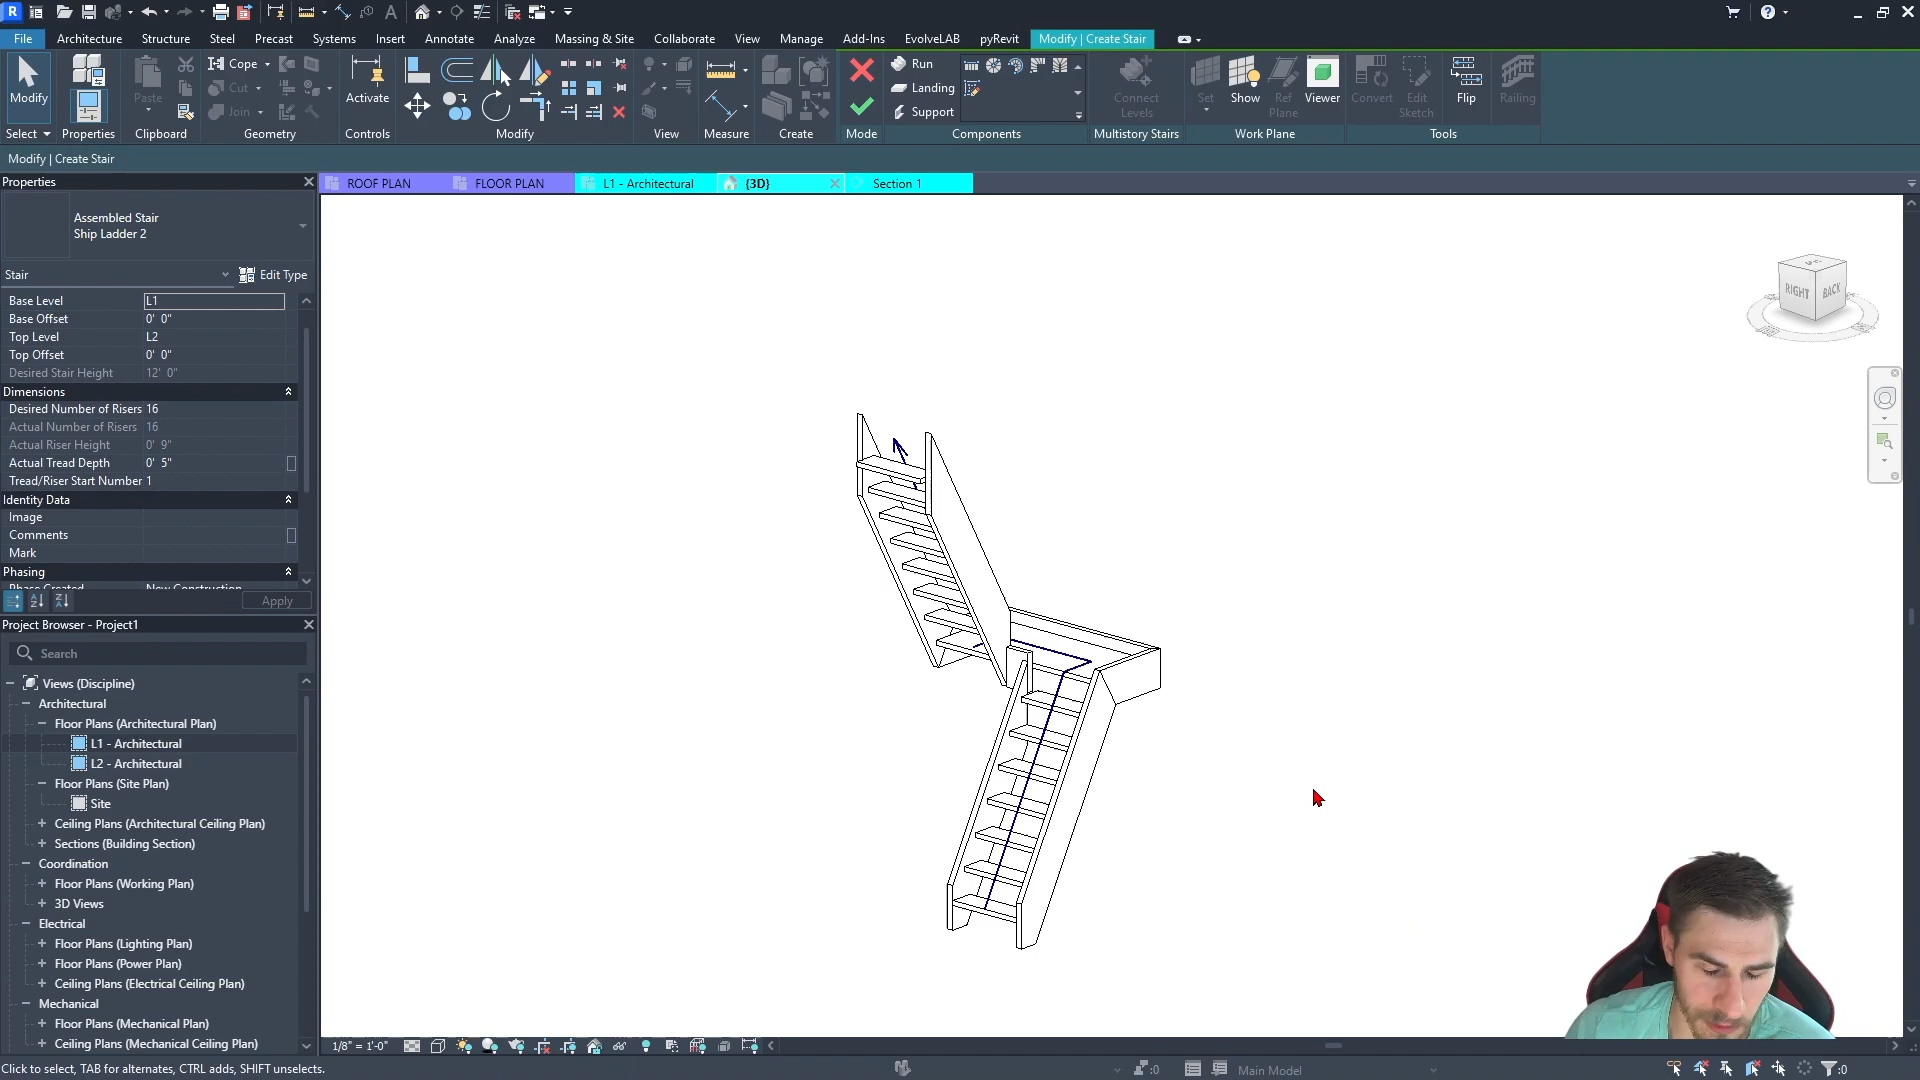 R
File
Architecture
Structure
Steel
Precast
Systems
Insert
Annotate
Analyze
Massing & Site
Collaborate
View
Manage
Add-Ins
EvolveLAB
pyRevit
Modify | Create Stair
Modify
Select
Properties
Paste
Clipboard
Cope
Cut
Join
Geometry
Activate
Controls
Modify
View
Measure
Create
Mode
Run
Landing
Support
Components
Connect
Levels
Multistory Stairs
Set
Show
Ref
Plane
Viewer
Work Plane
Convert
Edit
Sketch
Flip
Railing
Tools
Modify | Create Stair
Properties
ROOF PLAN
FLOOR PLAN
L1 - Architectural
{3D}
Section 1
Assembled Stair
Ship Ladder 2
Stair
Edit Type
Base Level L1
Base Offset 0' 0"
Top Level L2
Top Offset 0' 0"
Desired Stair Height 12' 0"
Dimensions
Desired Number of Risers 16
Actual Number of Risers 16
Actual Riser Height 0' 9"
Actual Tread Depth 0' 5"
Tread/Riser Start Number 1
Identity Data
Image
Comments
Mark
Phasing
Phase Created New Construction
Apply
Project Browser - Project1
Search
Views (Discipline)
Architectural
Floor Plans (Architectural Plan)
L1 - Architectural
L2 - Architectural
Floor Plans (Site Plan)
Site
Ceiling Plans (Architectural Ceiling Plan)
Sections (Building Section)
Coordination
Floor Plans (Working Plan)
3D Views
Electrical
Floor Plans (Lighting Plan)
Floor Plans (Power Plan)
Ceiling Plans (Electrical Ceiling Plan)
Mechanical
Floor Plans (Mechanical Plan)
Ceiling Plans (Mechanical Ceiling Plan)
RIGHT
BACK
1/8" = 1'-0"
Click to select, TAB for alternates, CTRL adds, SHIFT unselects.
:0
Main Model
:0